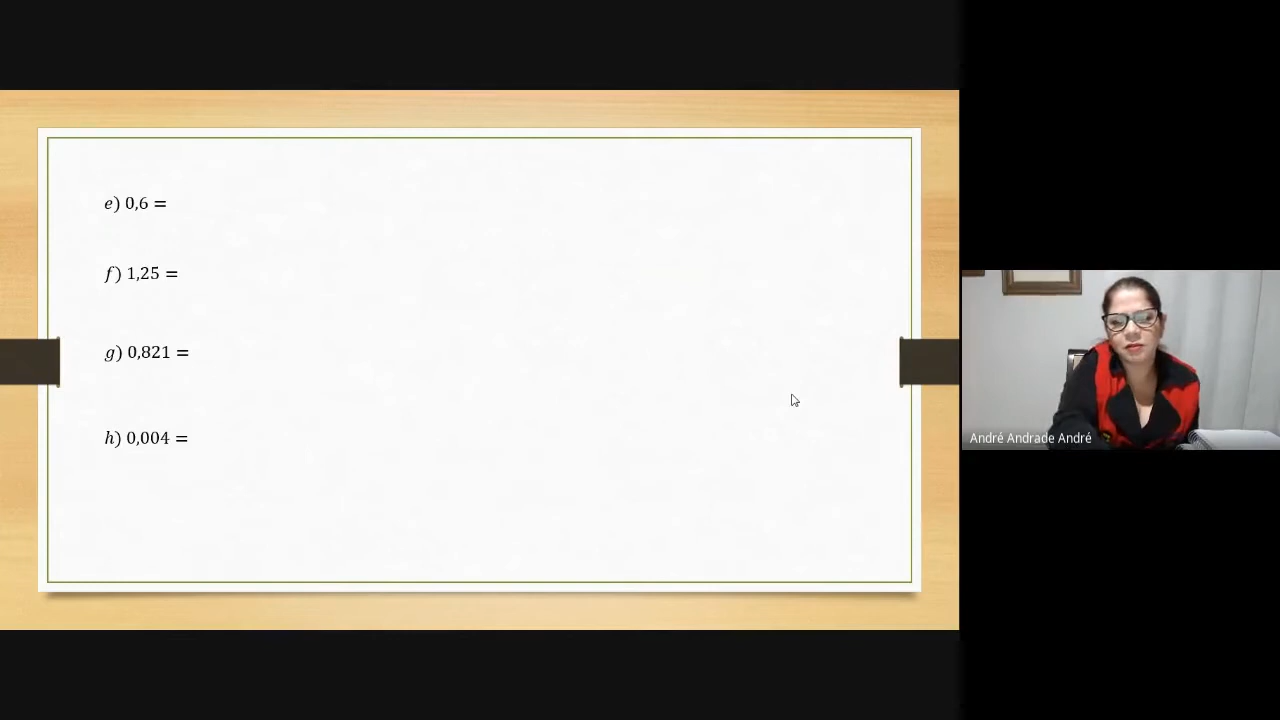 e) 0,6 =
f) 1,25 =
g) 0,821 =
h) 0,004 =
André Andrade André